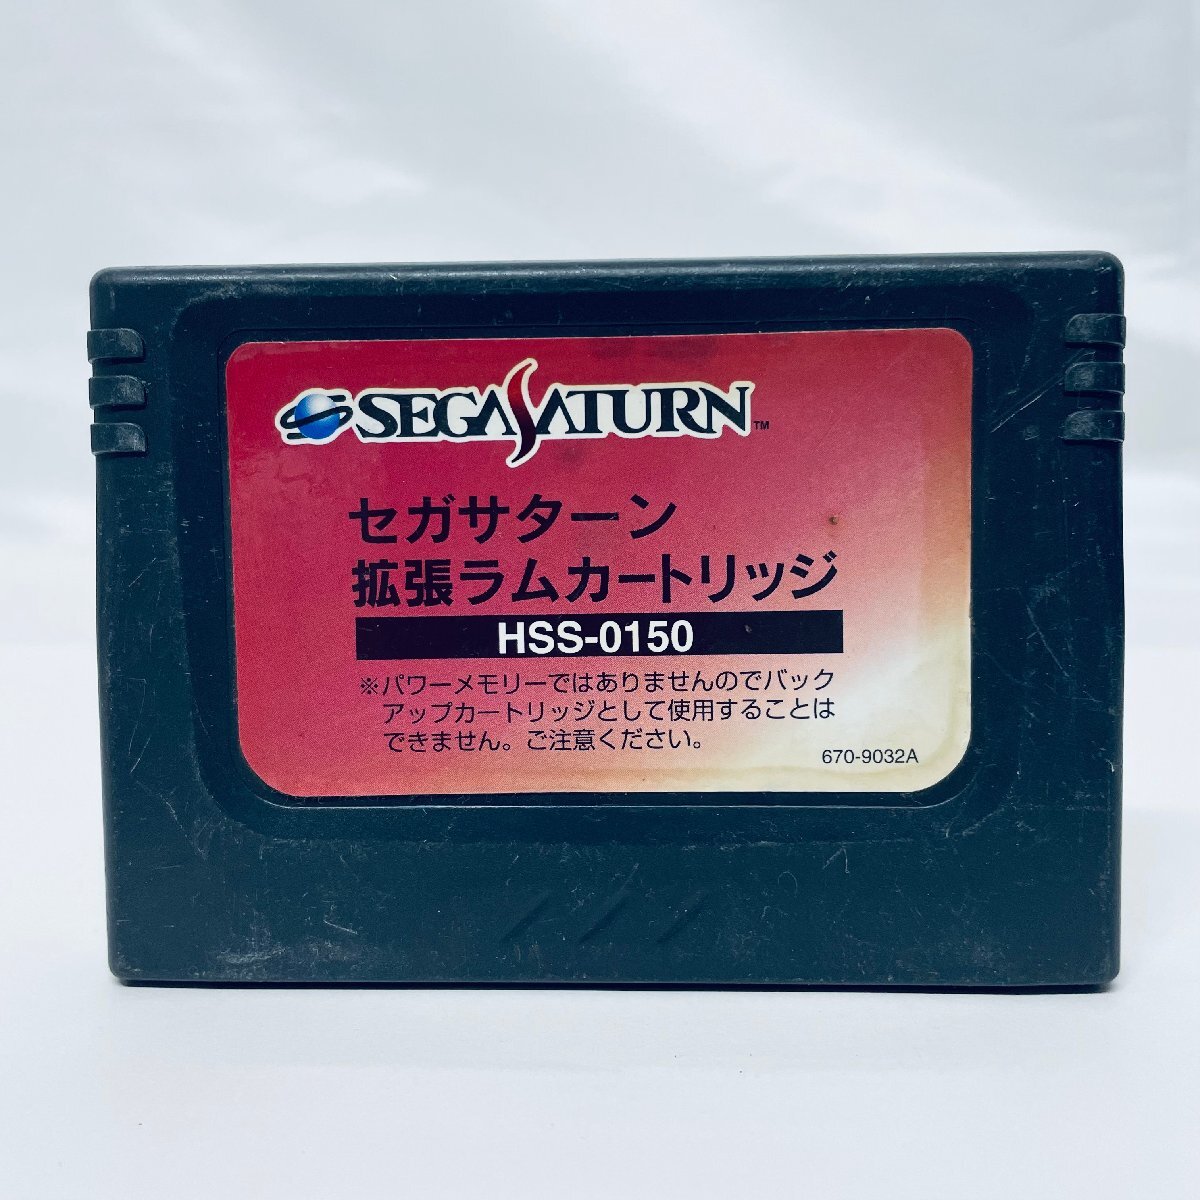 SEGASATURN™
セガサターン
拡張ラムカートリッジ
HSS-0150
※パワーメモリーではありませんのでバック
アップカートリッジとして使用することは
できません。ご注意ください。
670-9032A